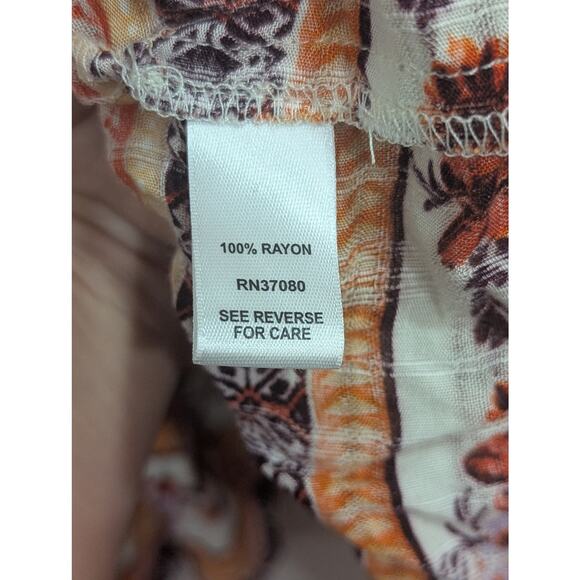 100% RAYON
RN37080
SEE REVERSE
FOR CARE